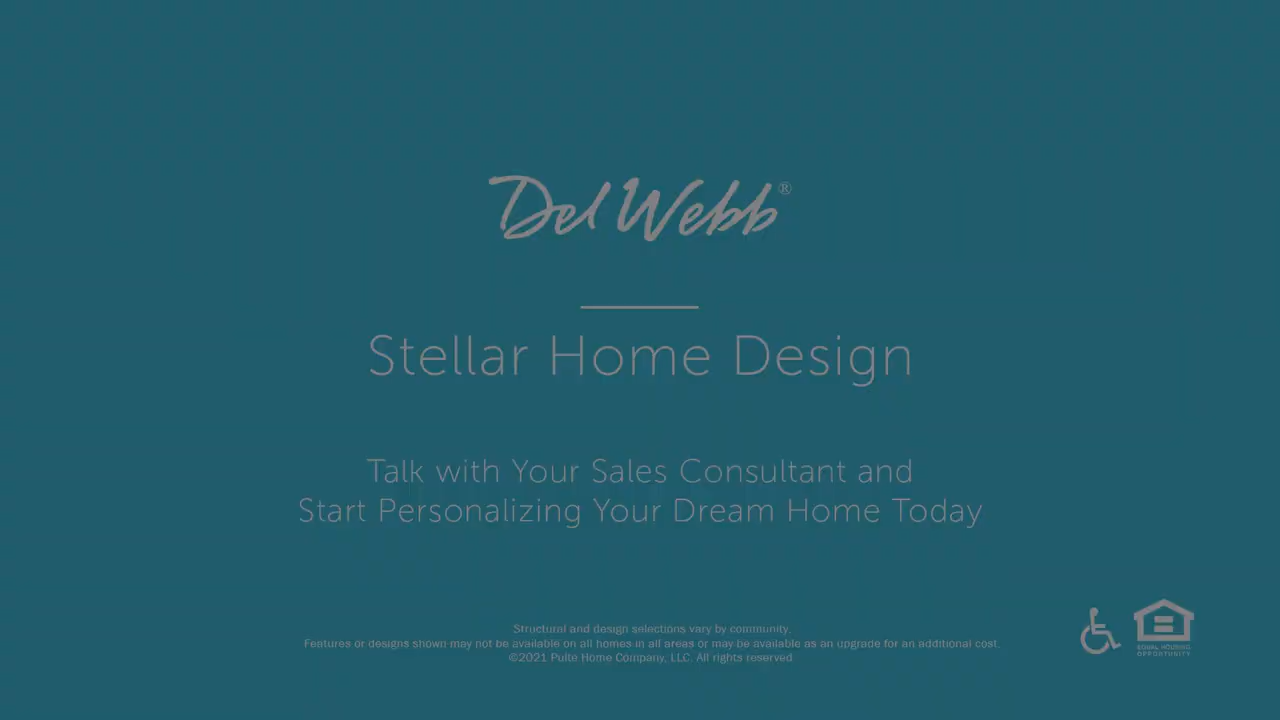 Del Webb®
Stellar Home Design
Talk with Your Sales Consultant and
Start Personalizing Your Dream Home Today
Structural and design selections vary by community.
Features or designs shown may not be available on all homes in all areas or may be available as an upgrade for an additional cost.
©2021 Pulte Home Company, LLC. All rights reserved.
EQUAL HOUSING
OPPORTUNITY